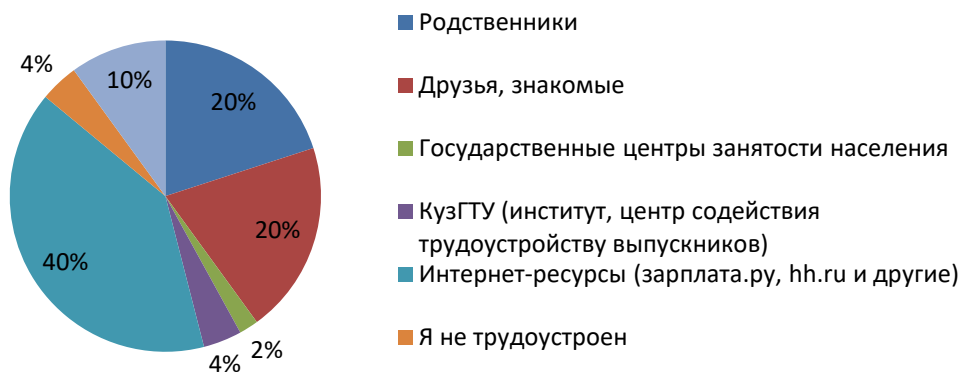 4%
10%
20%
20%
2%
4%
40%
Родственники
Друзья, знакомые
Государственные центры занятости населения
КузГТУ (институт, центр содействия
трудоустройству выпускников)
Интернет-ресурсы (зарплата.ру, hh.ru и другие)
Я не трудоустроен